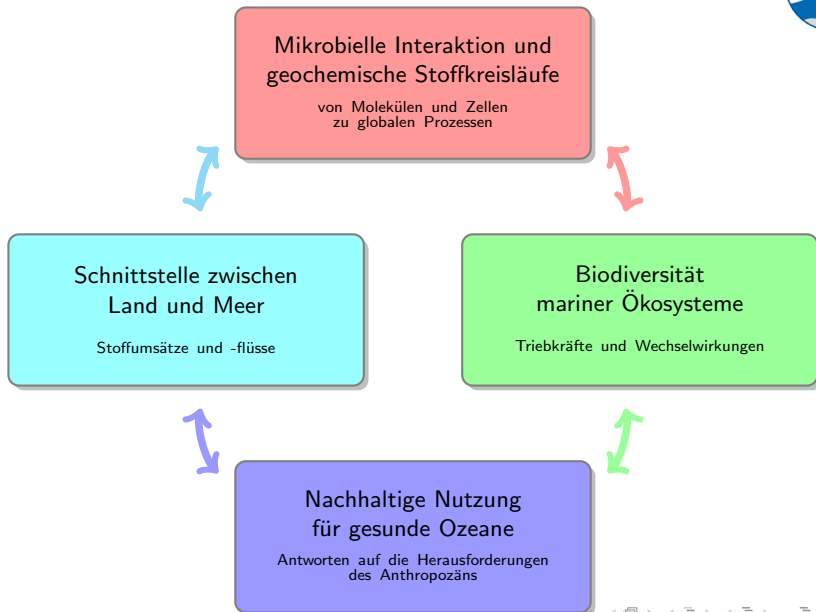 Mikrobielle Interaktion und
geochemische Stoffkreisläufe
von Molekülen und Zellen
zu globalen Prozessen
Schnittstelle zwischen
Land und Meer
Stoffumsätze und -flüsse
Biodiversität
mariner Ökosysteme
Triebkräfte und Wechselwirkungen
Nachhaltige Nutzung
für gesunde Ozeane
Antworten auf die Herausforderungen
des Anthropozäns